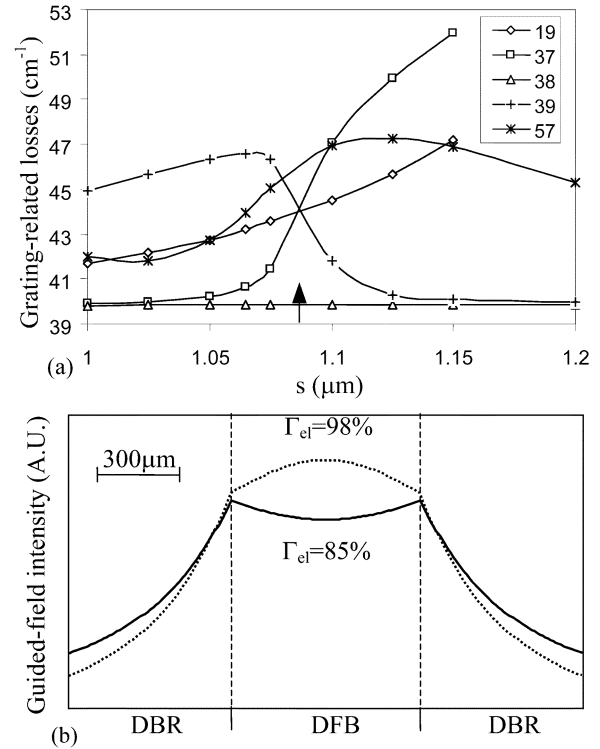 53
51
49
47
45
43
41
39
Grating-related losses (cm⁻¹)
19
37
38
39
57
1
1.05
1.1
1.15
1.2
(a)
s (μm)
Γel=98%
300μm
Γel=85%
Guided-field intensity (A.U.)
DBR
DFB
DBR
(b)